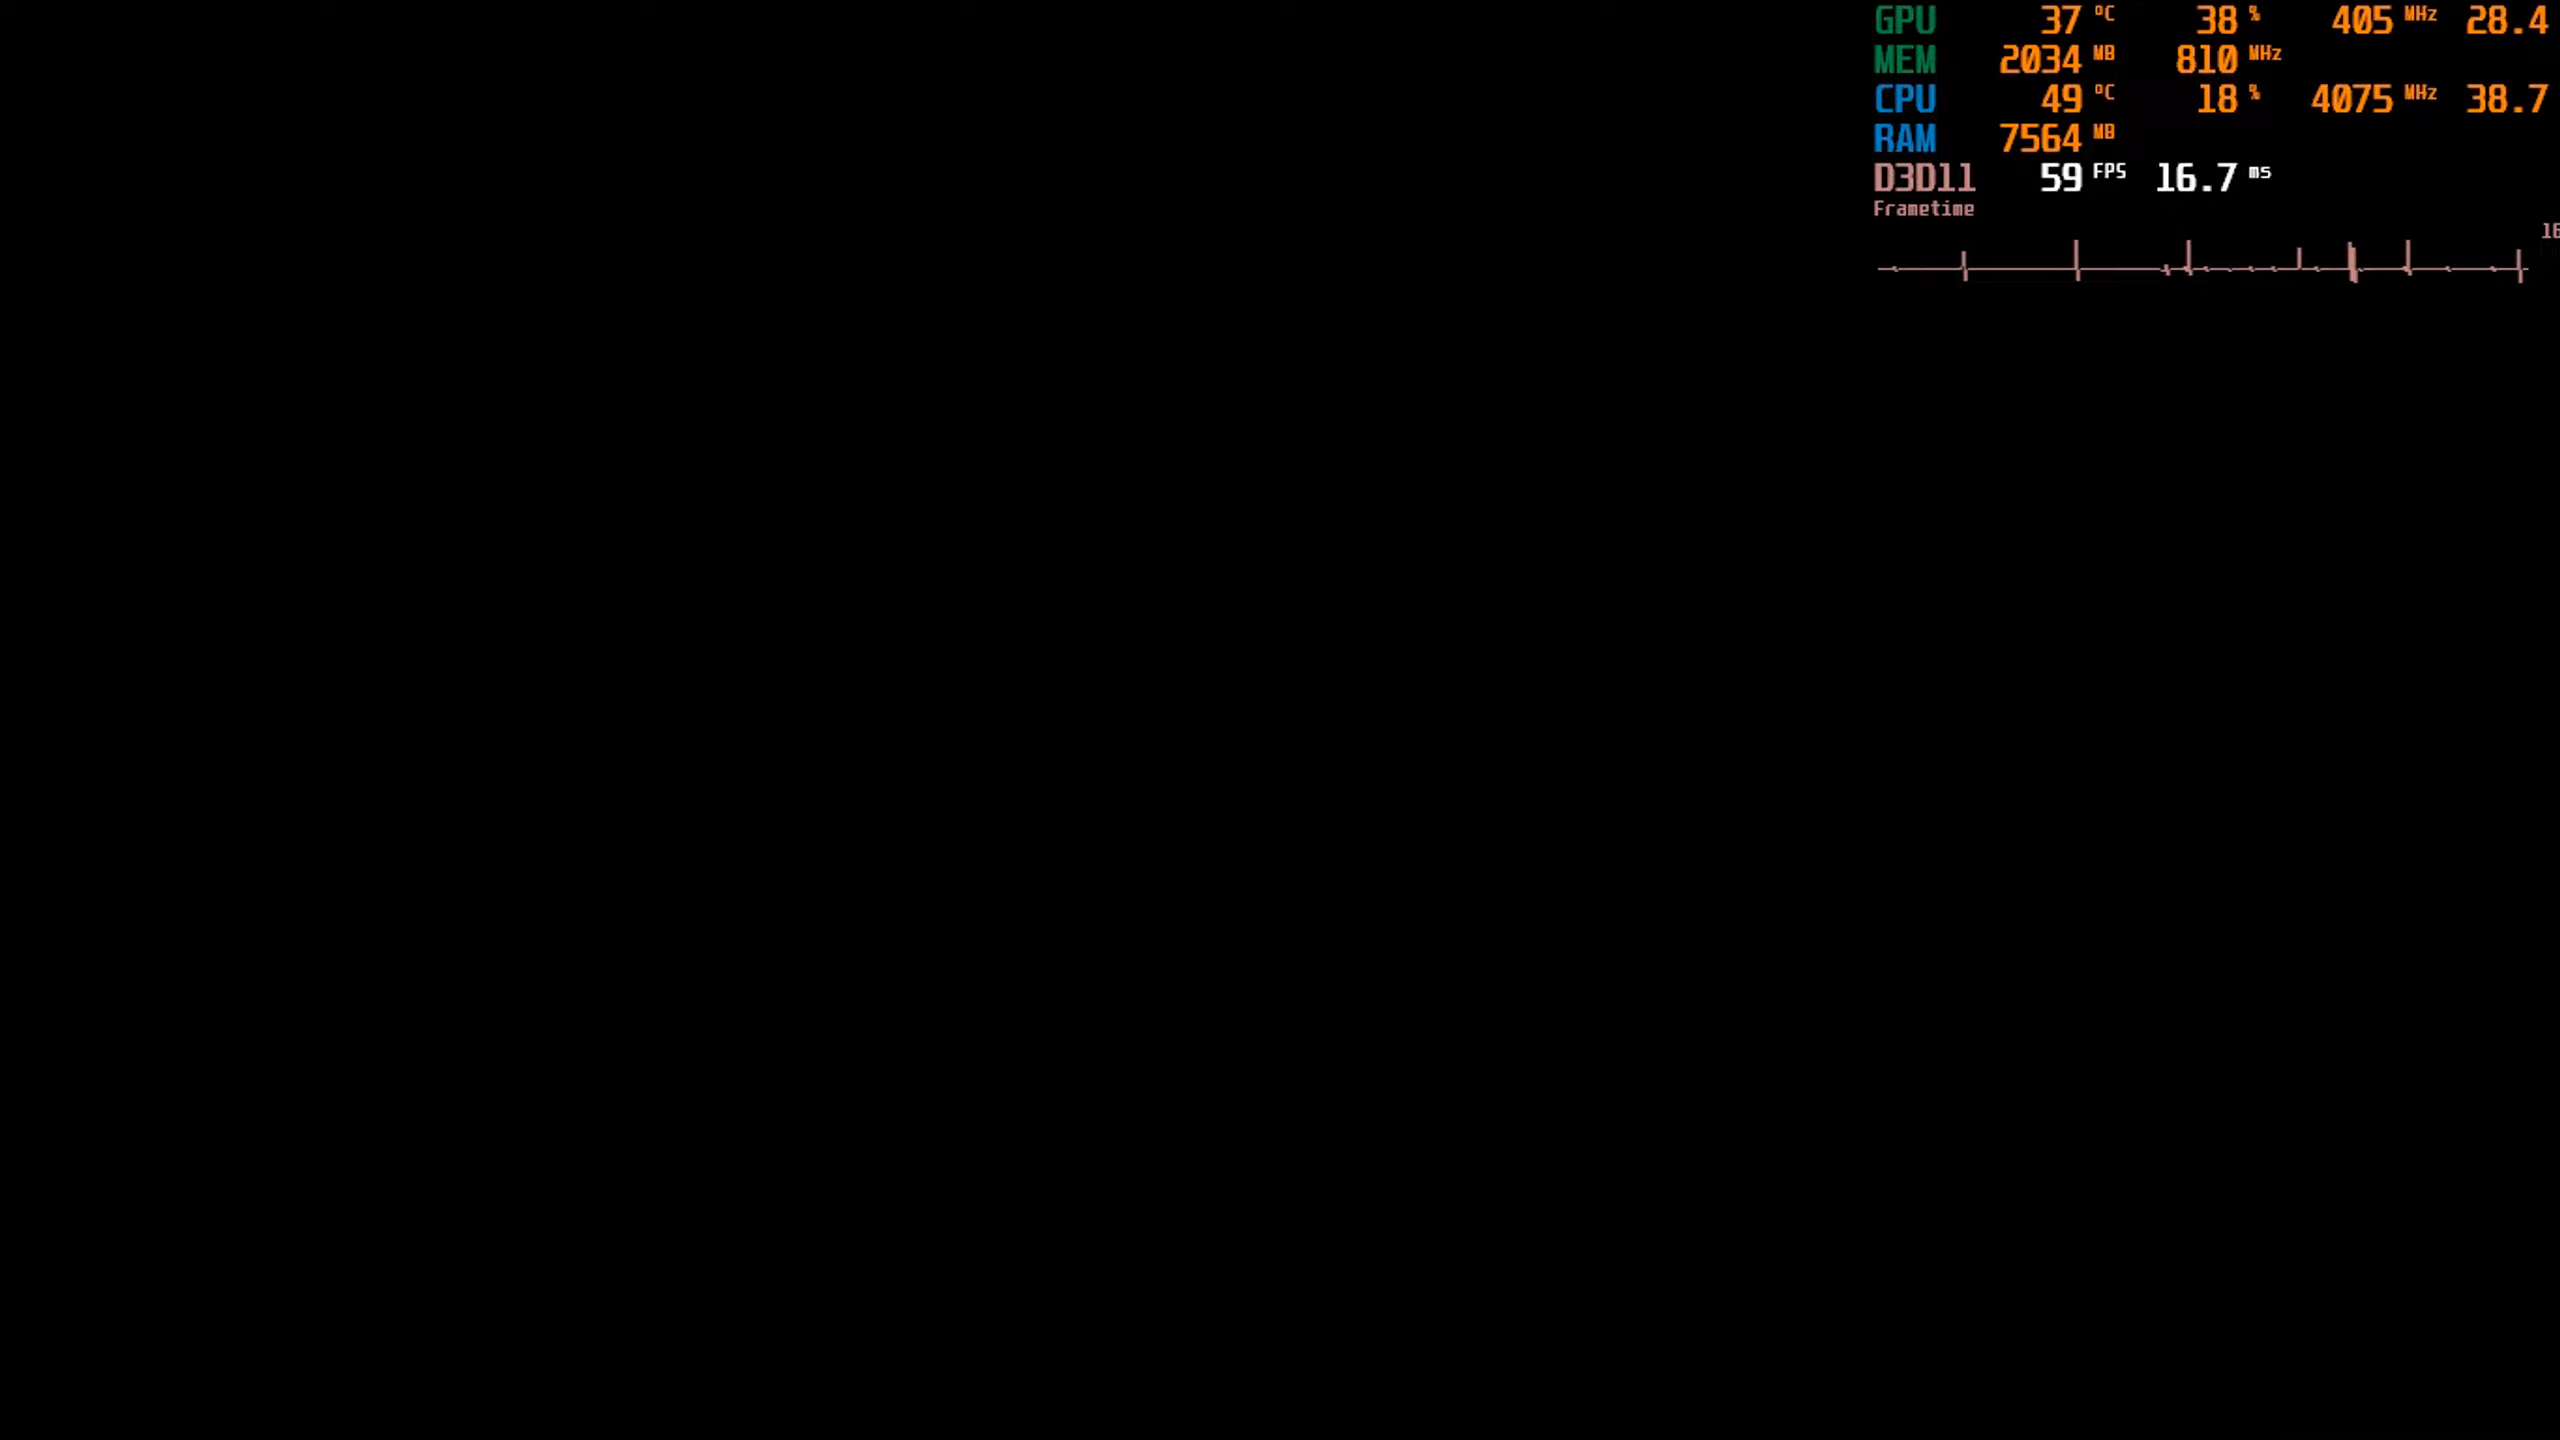 GPU 37 °C 38 % 405 MHz 28.4
MEM 2034 MB 810 MHz
CPU 49 °C 18 % 4075 MHz 38.7
RAM 7564 MB
D3D11 59 FPS 16.7 ms
Frametime
16